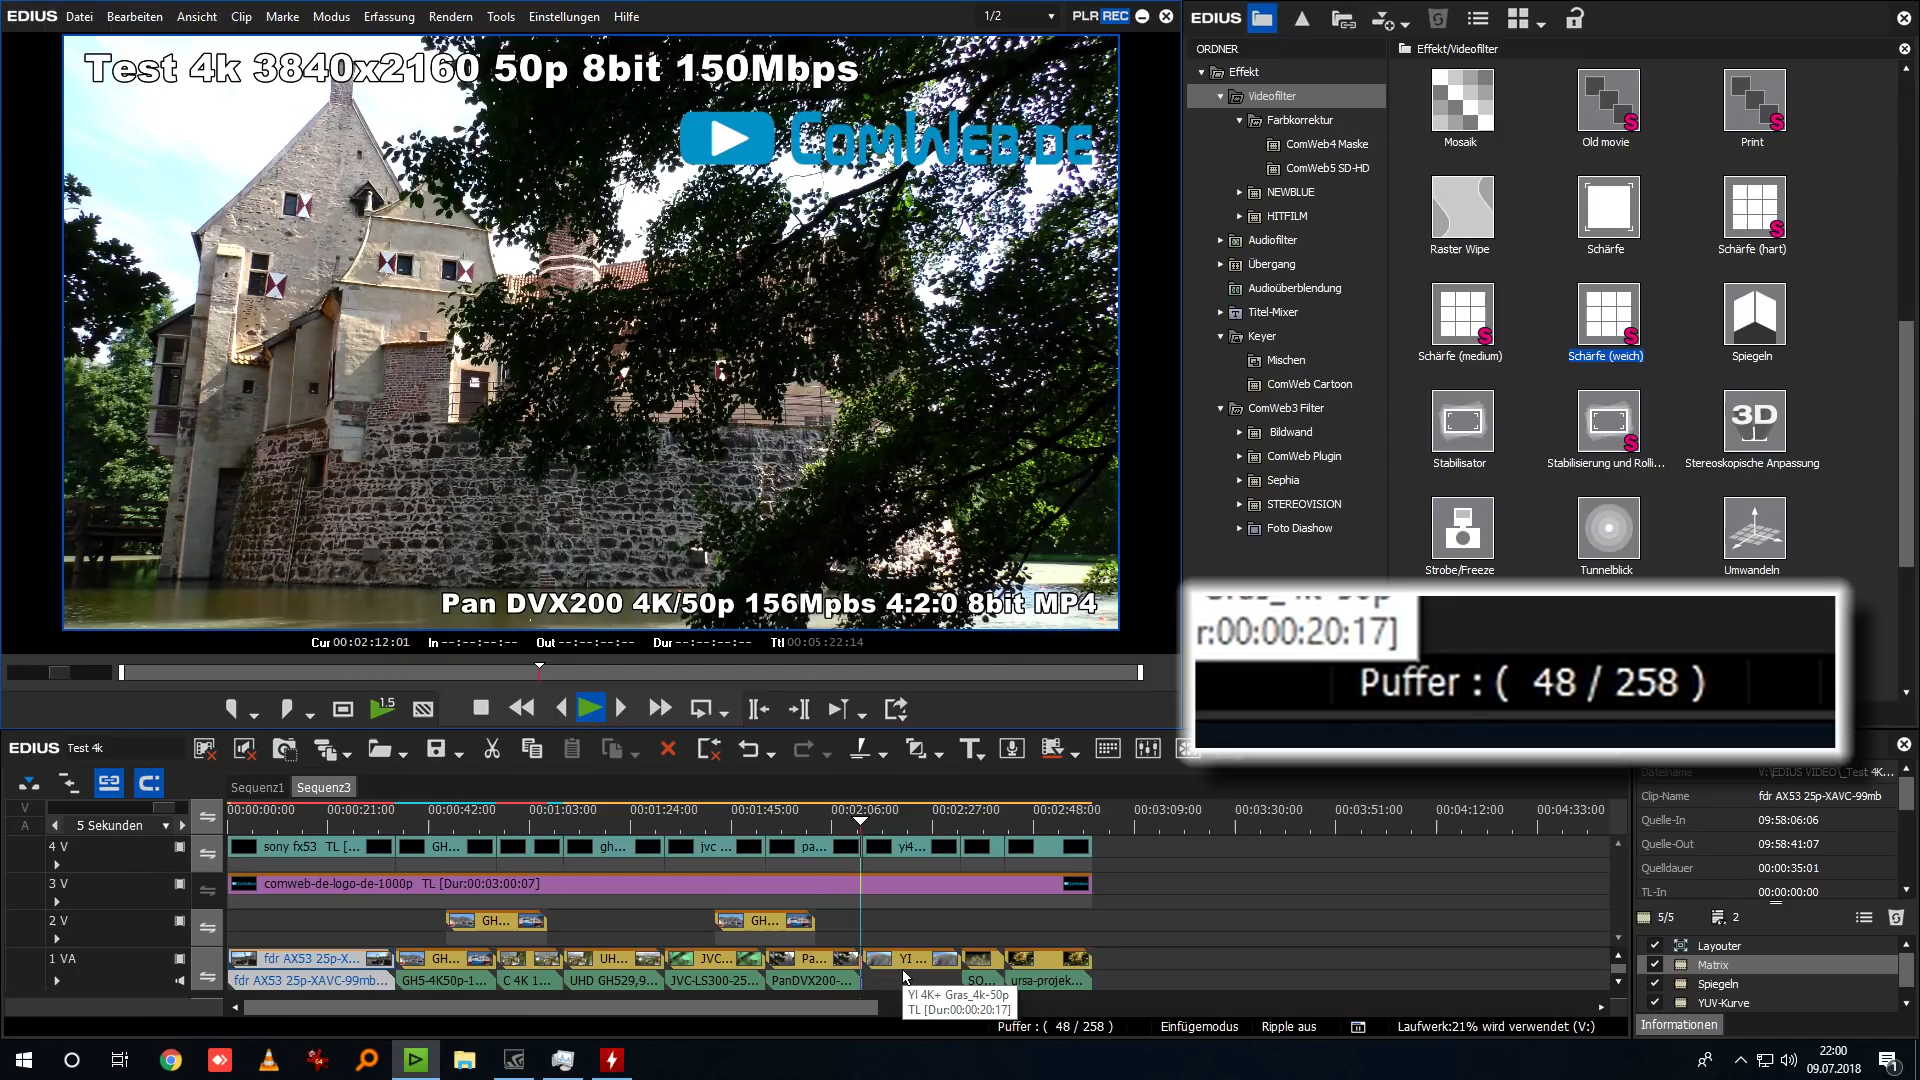 EDIUS Datei Bearbeiten Ansicht Clip Marke Modus Erfassung Rendern Tools Einstellungen Hilfe 1/2 PLR REC
Test 4k 3840x2160 50p 8bit 150Mbps
COMWEB.DE
Pan DVX200 4K/50p 156Mpbs 4:2:0 8bit MP4
Cur 00:02:12:01 In --:--:--:-- Out --:--:--:-- Dur --:--:--:-- Ttl 00:05:22:14
1.5
EDIUS
ORDNER
Effekt
Videofilter
Farbkorrektur
ComWeb4 Maske
ComWeb5 SD-HD
NEWBLUE
HITFILM
Audiofilter
Übergang
Audioüberblendung
Titel-Mixer
Keyer
Mischen
ComWeb Cartoon
ComWeb3 Filter
Bildwand
ComWeb Plugin
Sephia
STEREOVISION
Foto Diashow
Effekt/Videofilter
Mosaik Old movie Print
Raster Wipe Schärfe Schärfe (hart)
Schärfe (medium) Schärfe (weich) Spiegeln
3D
Stabilisator Stabilisierung und Rolli... Stereoskopische Anpassung
Strobe/Freeze Tunnelblick Umwandeln
r:00:00:20:17]
Puffer : ( 48 / 258 )
EDIUS Test 4k
Sequenz1 Sequenz3
V
A
5 Sekunden
00:00:00:00 00:00:21:00 00:00:42:00 00:01:03:00 00:01:24:00 00:01:45:00 00:02:06:00 00:02:27:00 00:02:48:00 00:03:09:00 00:03:30:00 00:03:51:00 00:04:12:00 00:04:33:00
4 V sony fx53 TL [... GH... gh... jvc ... pa... yi4...
3 V comweb-de-logo-de-1000p TL [Dur:00:03:00:07]
2 V GH... GH...
1 VA fdr AX53 25p-X... GH... UH... JVC... Pa... YI ...
fdr AX53 25p-XAVC-99mb... GH5-4K50p-1... C 4K 1... UHD GH529,9... JVC-LS300-25... PanDVX200-... SO... ursa-projek...
YI 4K+ Gras_4k-50p
TL [Dur:00:00:20:17]
Puffer : ( 48 / 258 ) Einfügemodus Ripple aus Laufwerk:21% wird verwendet (V:)
Dateiname V:\EDIUS VIDEO\_Test 4K...
Clip-Name fdr AX53 25p-XAVC-99mb
Quelle-In 09:58:06:06
Quelle-Out 09:58:41:07
Quelldauer 00:00:35:01
TL-In 00:00:00:00
5/5 2
Layouter
Matrix
Spiegeln
YUV-Kurve
Informationen
22:00
09.07.2018
1